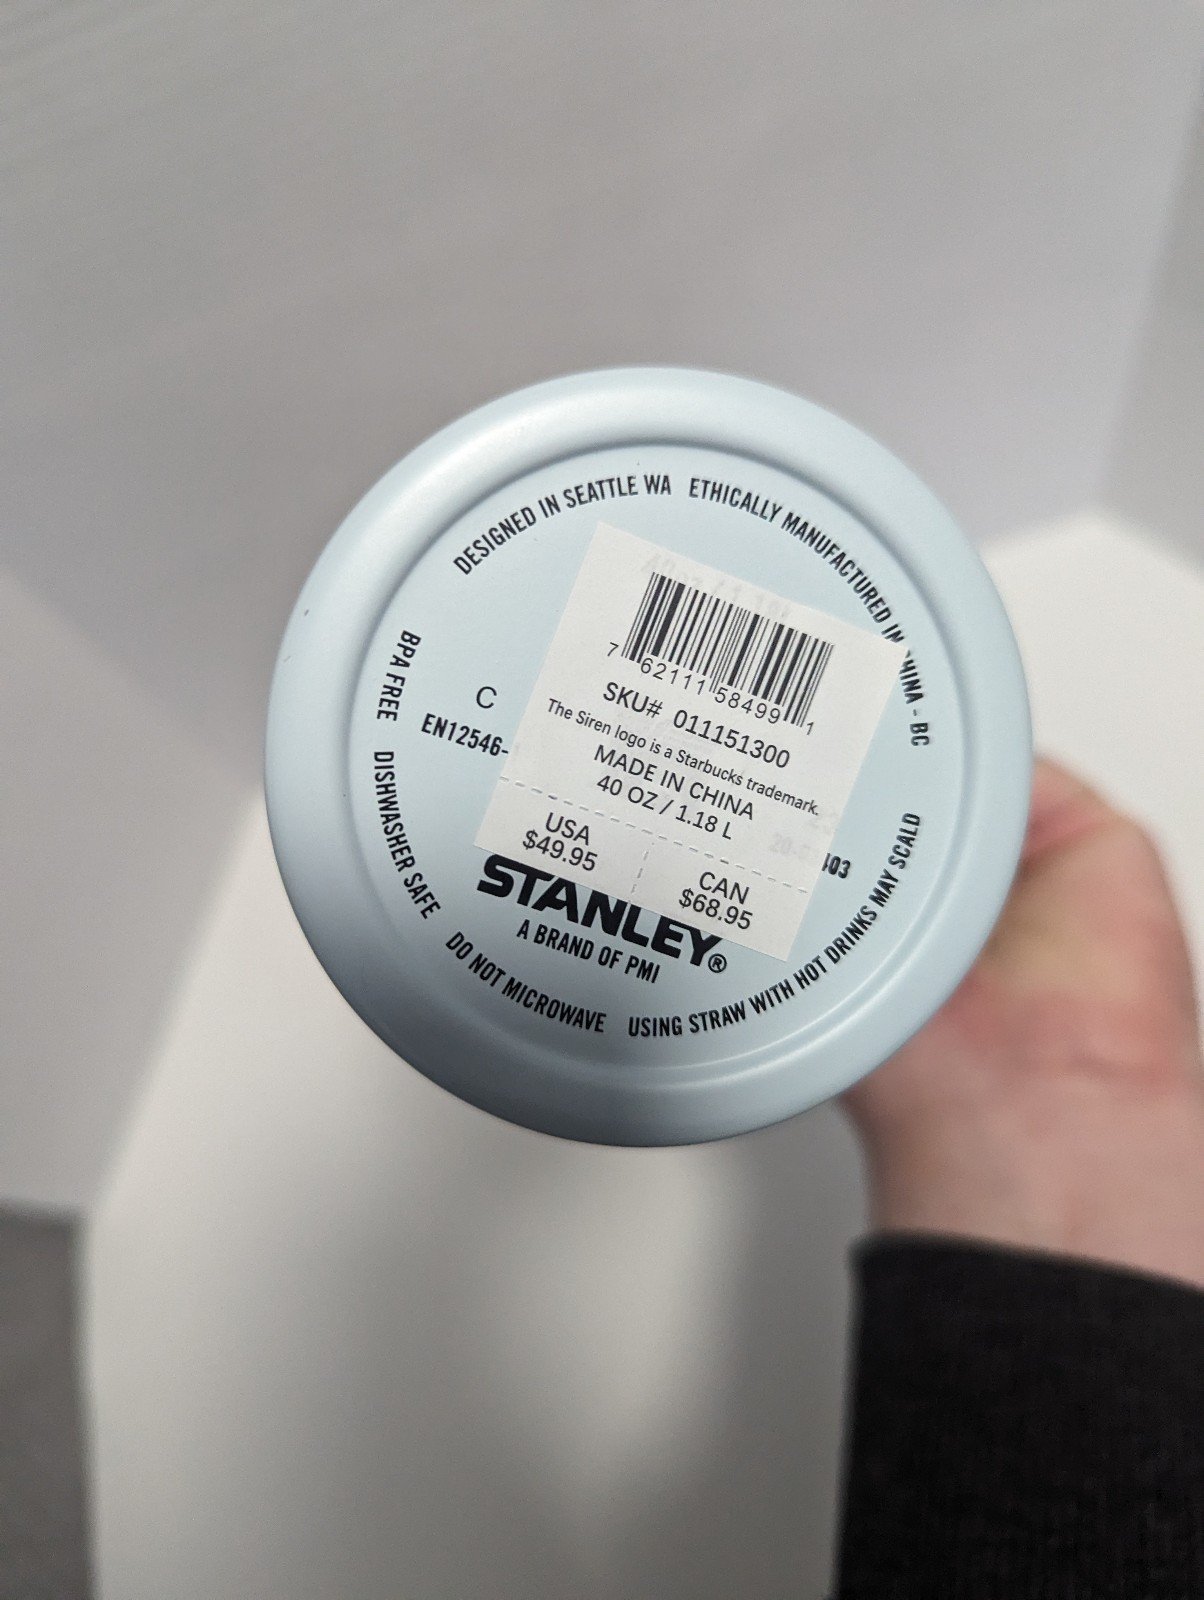 DESIGNED IN SEATTLE WA
ETHICALLY MANUFACTURED IN CHINA - BC
BPA FREE
C
EN12546-
7 62111 58499 1
SKU# 011151300
The Siren logo is a Starbucks trademark.
MADE IN CHINA
40 OZ / 1.18 L
USA
$49.95
CAN
$68.95
403
DISHWASHER SAFE
STANLEY®
A BRAND OF PMI
DO NOT MICROWAVE
USING STRAW WITH HOT DRINKS MAY SCALD